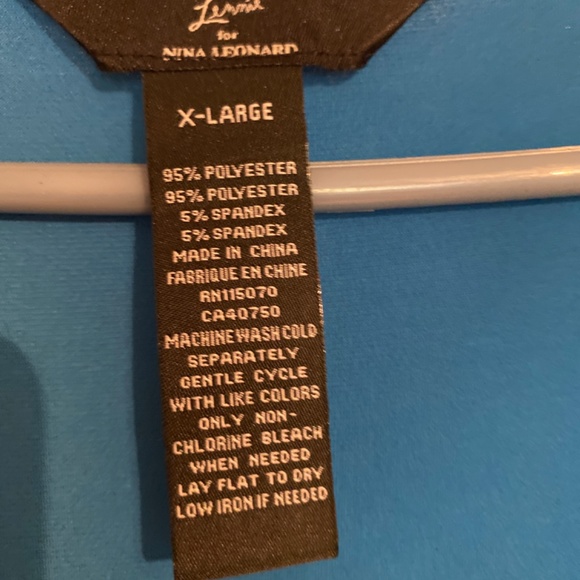 Lennie
for
NINA LEONARD
X-LARGE
95% POLYESTER
95% POLYESTER
5% SPANDEX
5% SPANDEX
MADE IN CHINA
FABRIQUE EN CHINE
RN115070
CA40750
MACHINE WASH COLD
SEPARATELY
GENTLE CYCLE
WITH LIKE COLORS
ONLY NON-
CHLORINE BLEACH
WHEN NEEDED
LAY FLAT TO DRY
LOW IRON IF NEEDED